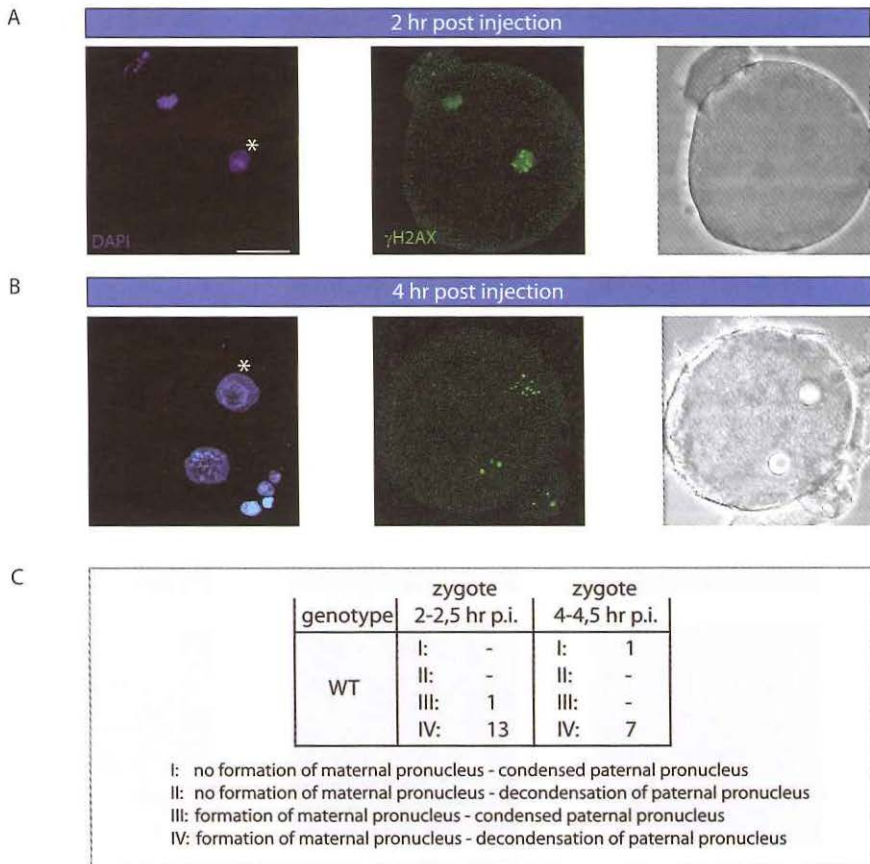 A
2 hr post injection
*
DAPI
γH2AX
B
4 hr post injection
*
C
genotype
zygote
2-2,5 hr p.i.
zygote
4-4,5 hr p.i.
WT
I: -
II: -
III: 1
IV: 13
I: 1
II: -
III: -
IV: 7
I: no formation of maternal pronucleus - condensed paternal pronucleus
II: no formation of maternal pronucleus - decondensation of paternal pronucleus
III: formation of maternal pronucleus - condensed paternal pronucleus
IV: formation of maternal pronucleus - decondensation of paternal pronucleus